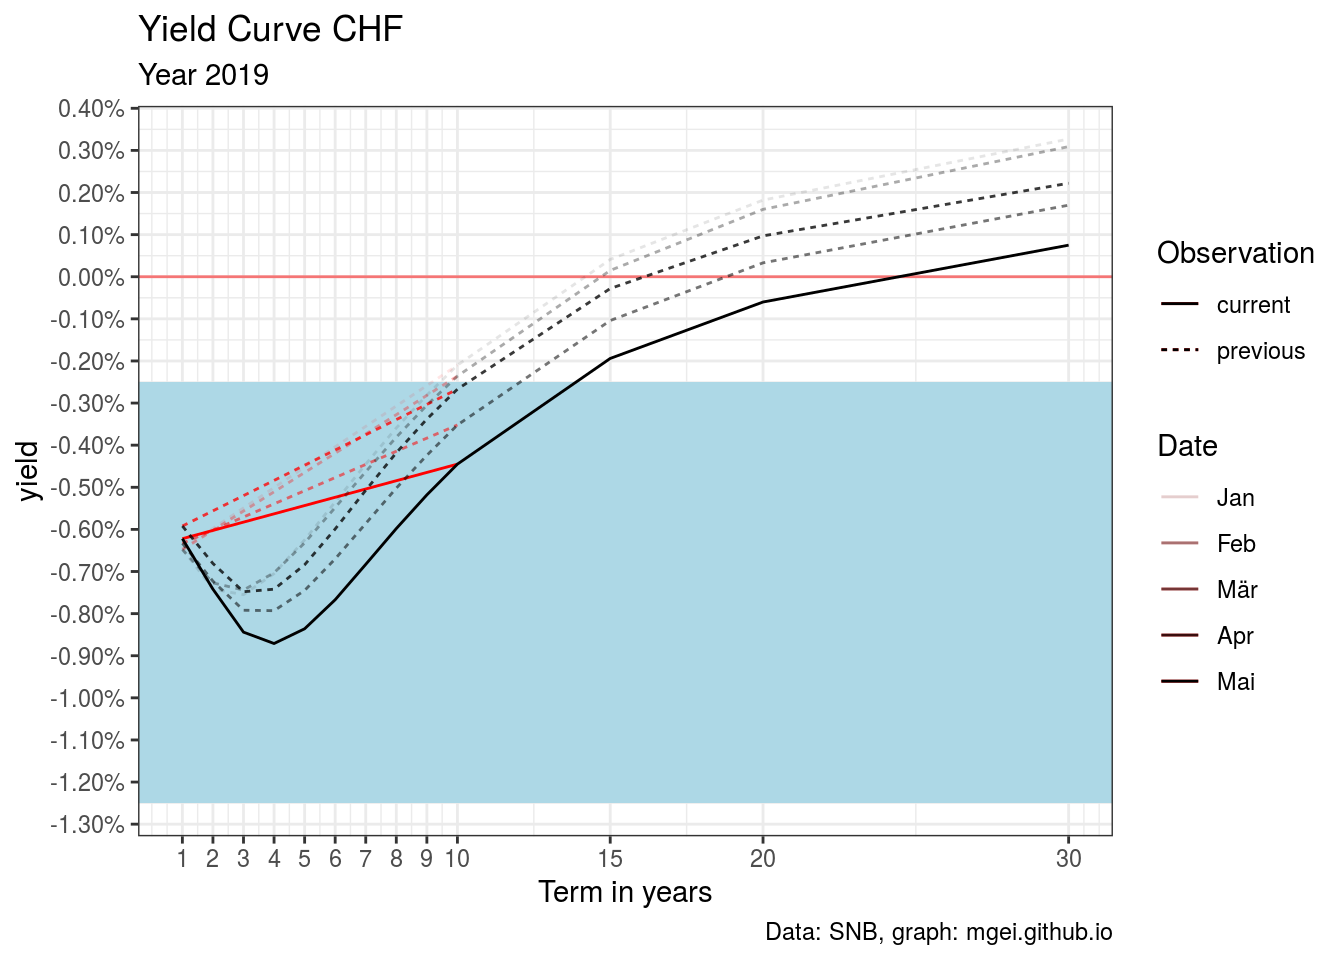 Yield Curve CHF
Year 2019
0.40%
0.30%
0.20%
0.10%
0.00%
-0.10%
-0.20%
-0.30%
-0.40%
-0.50%
-0.60%
-0.70%
-0.80%
-0.90%
-1.00%
-1.10%
-1.20%
-1.30%
yield
1 2 3 4 5 6 7 8 9 10 15 20 30
Term in years
Observation
current
previous
Date
Jan
Feb
Mär
Apr
Mai
Data: SNB, graph: mgei.github.io